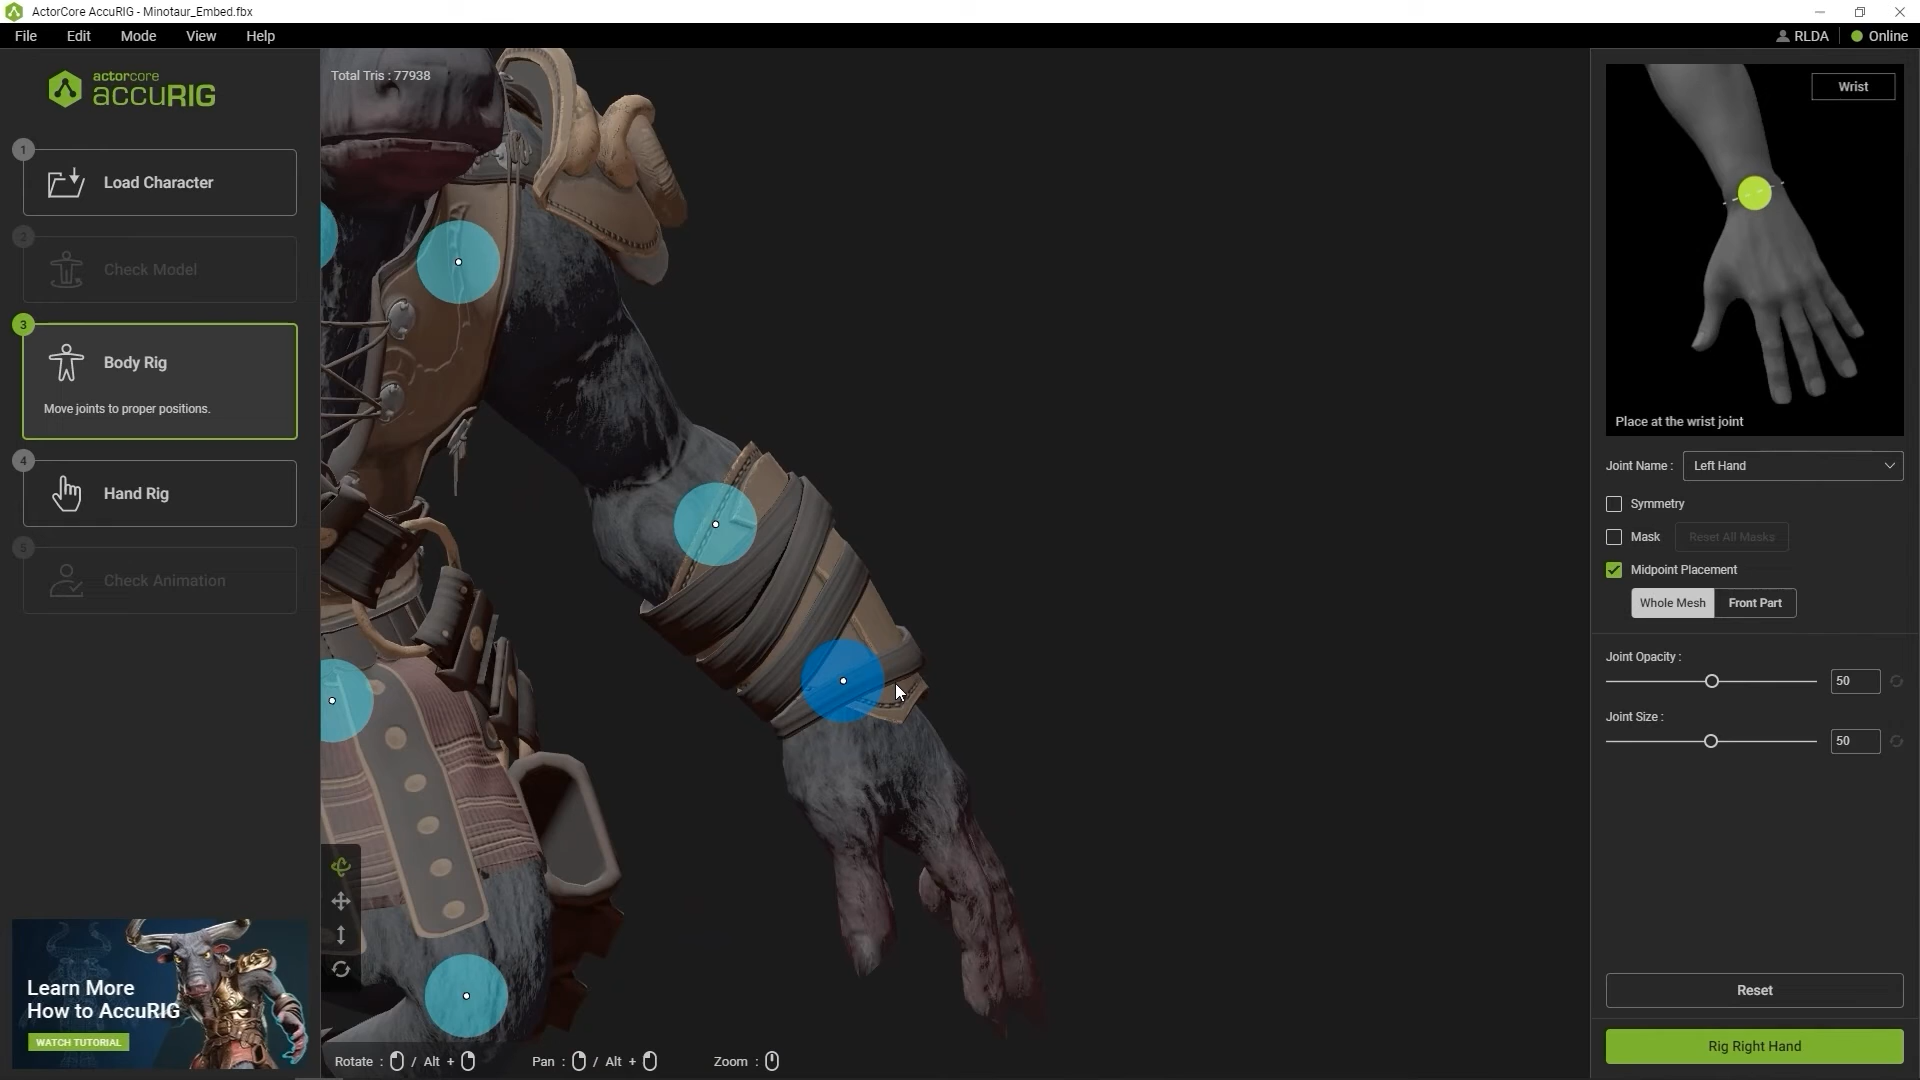 ActorCore AccuRIG - Minotaur_Embed.fbx
File Edit Mode View Help
RLDA Online
actorcore
accuRIG
1
Load Character
2
Check Model
3
Body Rig
Move joints to proper positions.
4
Hand Rig
5
Check Animation
Learn More
How to AccuRIG
WATCH TUTORIAL
Total Tris : 77938
Rotate : / Alt + Pan : / Alt + Zoom :
Wrist
Place at the wrist joint
Joint Name : Left Hand
Symmetry
Mask Reset All Masks
Midpoint Placement
Whole Mesh Front Part
Joint Opacity :
50
Joint Size :
50
Reset
Rig Right Hand